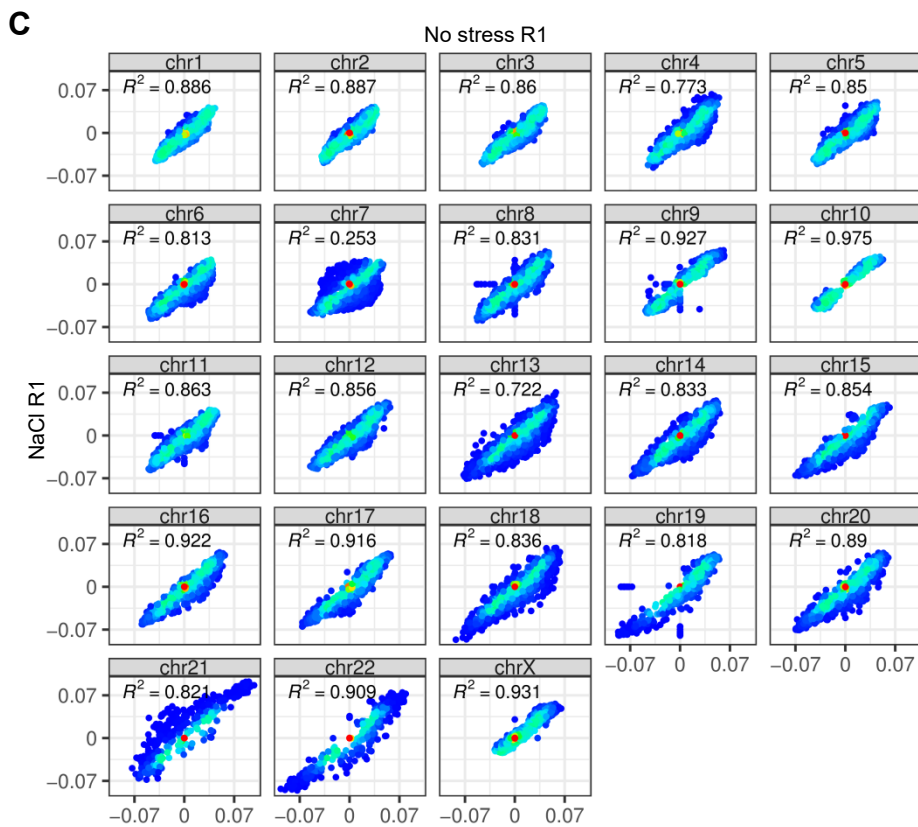 C
No stress R1
chr1 chr2 chr3 chr4 chr5
0.07 R² = 0.886 R² = 0.887 R² = 0.86 R² = 0.773 R² = 0.85
0
−0.07
chr6 chr7 chr8 chr9 chr10
0.07 R² = 0.813 R² = 0.253 R² = 0.831 R² = 0.927 R² = 0.975
0
−0.07
NaCl R1
chr11 chr12 chr13 chr14 chr15
0.07 R² = 0.863 R² = 0.856 R² = 0.722 R² = 0.833 R² = 0.854
0
−0.07
chr16 chr17 chr18 chr19 chr20
0.07 R² = 0.922 R² = 0.916 R² = 0.836 R² = 0.818 R² = 0.89
0
−0.07
−0.07 0 0.07 −0.07 0 0.07
chr21 chr22 chrX
0.07 R² = 0.821 R² = 0.909 R² = 0.931
0
−0.07
−0.07 0 0.07 −0.07 0 0.07 −0.07 0 0.07